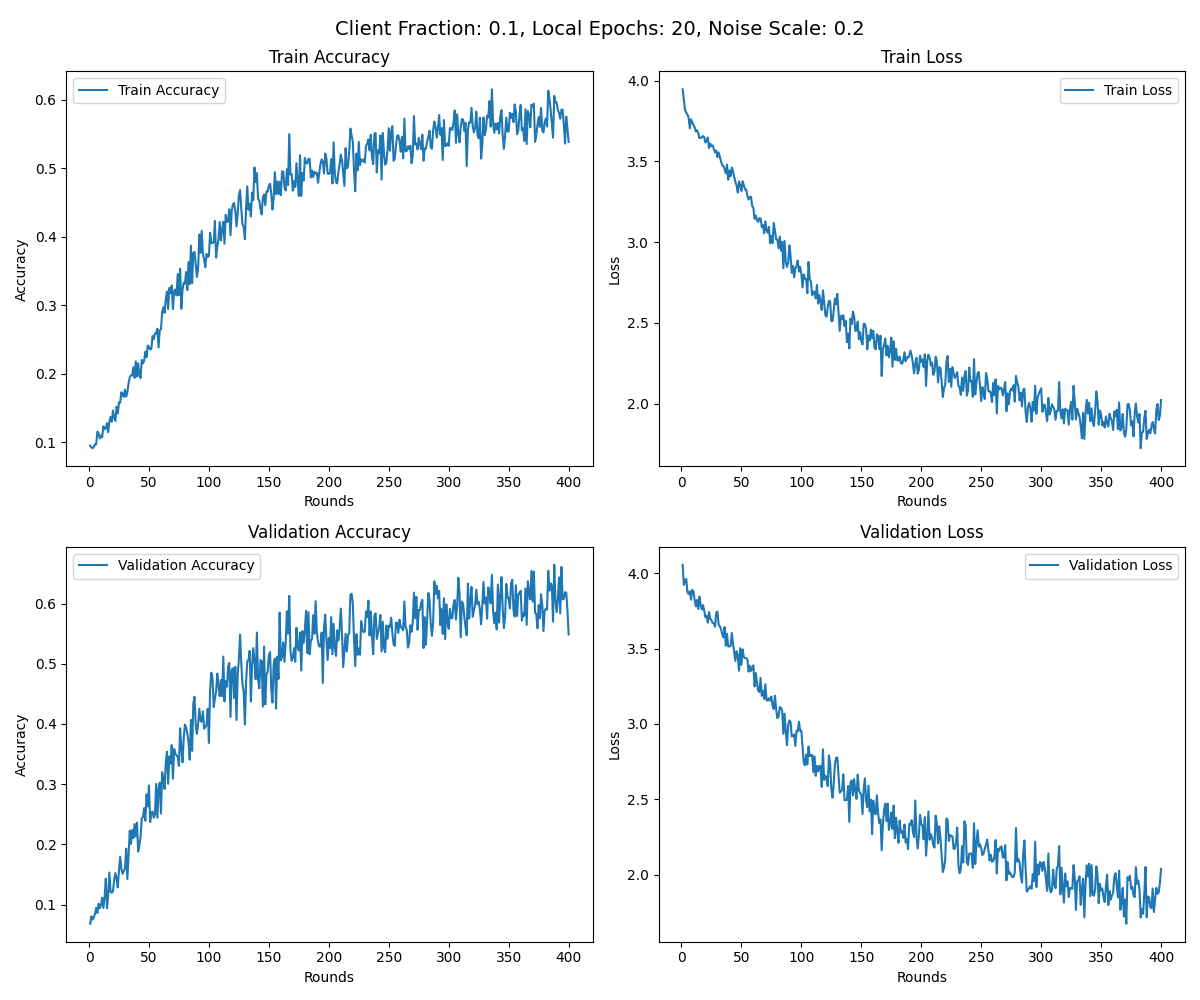 Client Fraction: 0.1, Local Epochs: 20, Noise Scale: 0.2
Train Accuracy
Train Accuracy
0.6
0.5
0.4
0.3
0.2
0.1
Accuracy
0 50 100 150 200 250 300 350 400
Rounds
Train Loss
Train Loss
4.0
3.5
3.0
2.5
2.0
Loss
0 50 100 150 200 250 300 350 400
Rounds
Validation Accuracy
Validation Accuracy
0.6
0.5
0.4
0.3
0.2
0.1
Accuracy
0 50 100 150 200 250 300 350 400
Rounds
Validation Loss
Validation Loss
4.0
3.5
3.0
2.5
2.0
Loss
0 50 100 150 200 250 300 350 400
Rounds